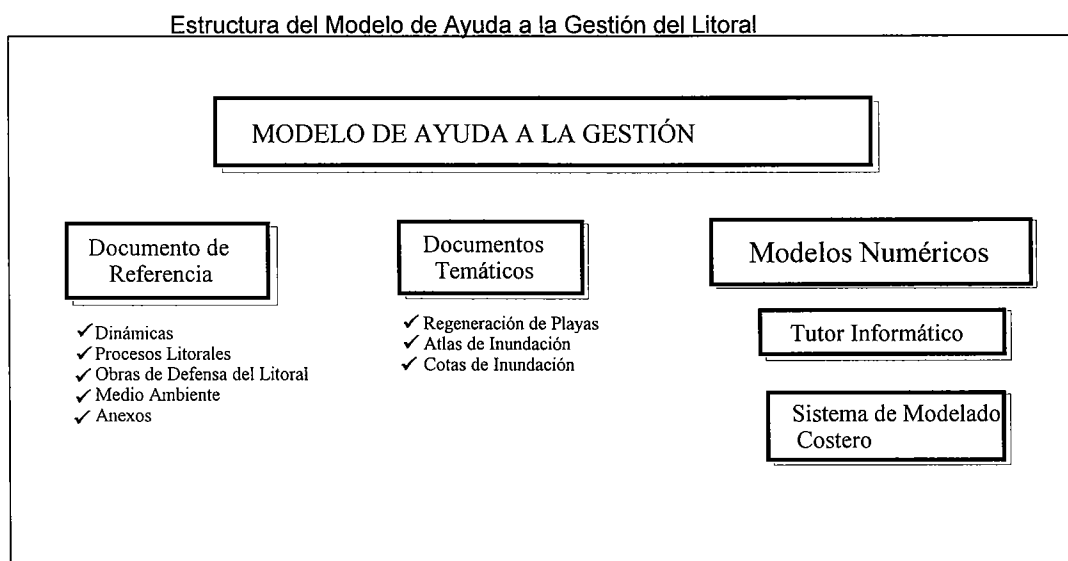 Estructura del Modelo de Ayuda a la Gestión del Litoral
MODELO DE AYUDA A LA GESTIÓN
Documento de
Referencia
✓ Dinámicas
✓ Procesos Litorales
✓ Obras de Defensa del Litoral
✓ Medio Ambiente
✓ Anexos
Documentos
Temáticos
✓ Regeneración de Playas
✓ Atlas de Inundación
✓ Cotas de Inundación
Modelos Numéricos
Tutor Informático
Sistema de Modelado
Costero